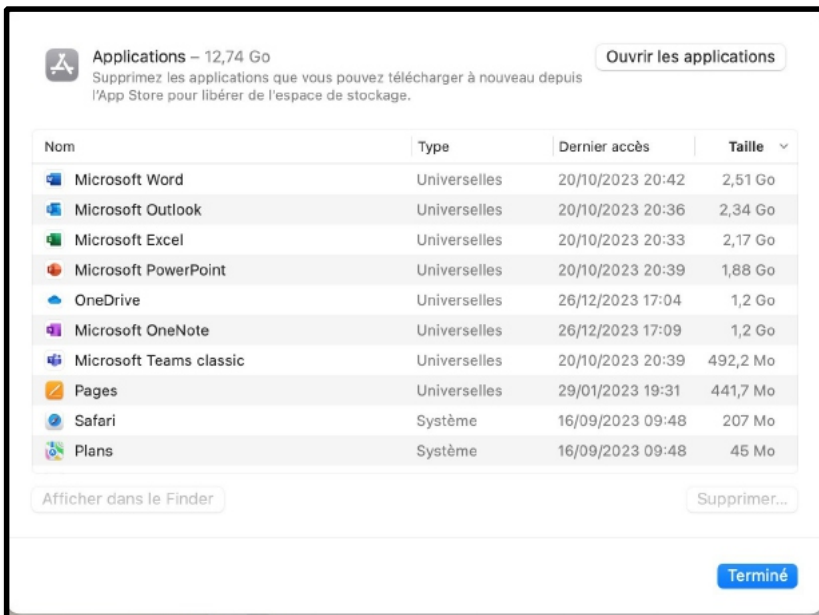 Applications – 12,74 Go
Ouvrir les applications
Supprimez les applications que vous pouvez télécharger à nouveau depuis
l'App Store pour libérer de l'espace de stockage.
Nom Type Dernier accès Taille
Microsoft Word Universelles 20/10/2023 20:42 2,51 Go
Microsoft Outlook Universelles 20/10/2023 20:36 2,34 Go
Microsoft Excel Universelles 20/10/2023 20:33 2,17 Go
Microsoft PowerPoint Universelles 20/10/2023 20:39 1,88 Go
OneDrive Universelles 26/12/2023 17:04 1,2 Go
Microsoft OneNote Universelles 26/12/2023 17:09 1,2 Go
Microsoft Teams classic Universelles 20/10/2023 20:39 492,2 Mo
Pages Universelles 29/01/2023 19:31 441,7 Mo
Safari Système 16/09/2023 09:48 207 Mo
Plans Système 16/09/2023 09:48 45 Mo
Afficher dans le Finder Supprimer...
Terminé